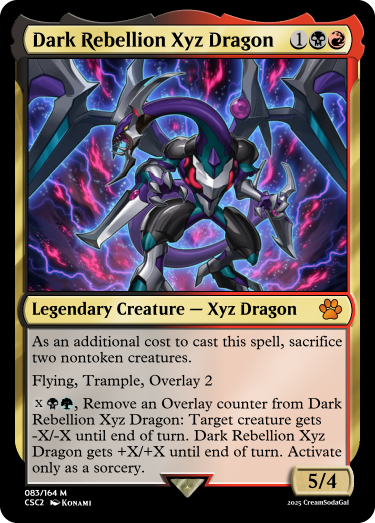 Dark Rebellion Xyz Dragon 1
Legendary Creature — Xyz Dragon
As an additional cost to cast this spell, sacrifice
two nontoken creatures.
Flying, Trample, Overlay 2
X, Remove an Overlay counter from Dark
Rebellion Xyz Dragon: Target creature gets
-X/-X until end of turn. Dark Rebellion Xyz
Dragon gets +X/+X until end of turn. Activate
only as a sorcery.
5/4
083/164 M
CSC2 Konami
2025 CreamSodaGal